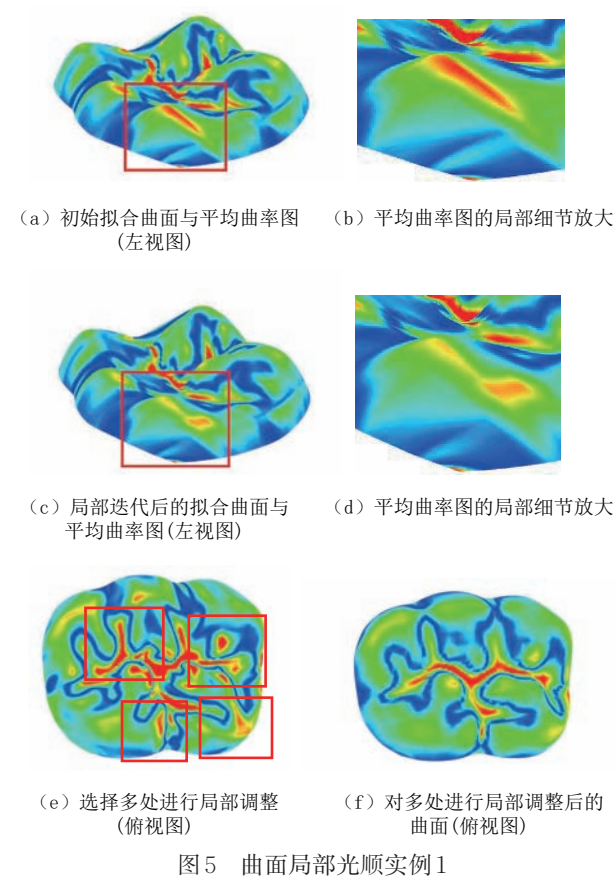 (a) 初始拟合曲面与平均曲率图
(左视图)
(b) 平均曲率图的局部细节放大
(c) 局部迭代后的拟合曲面与
平均曲率图(左视图)
(d) 平均曲率图的局部细节放大
(e) 选择多处进行局部调整
(俯视图)
(f) 对多处进行局部调整后的
曲面(俯视图)
图5 曲面局部光顺实例1